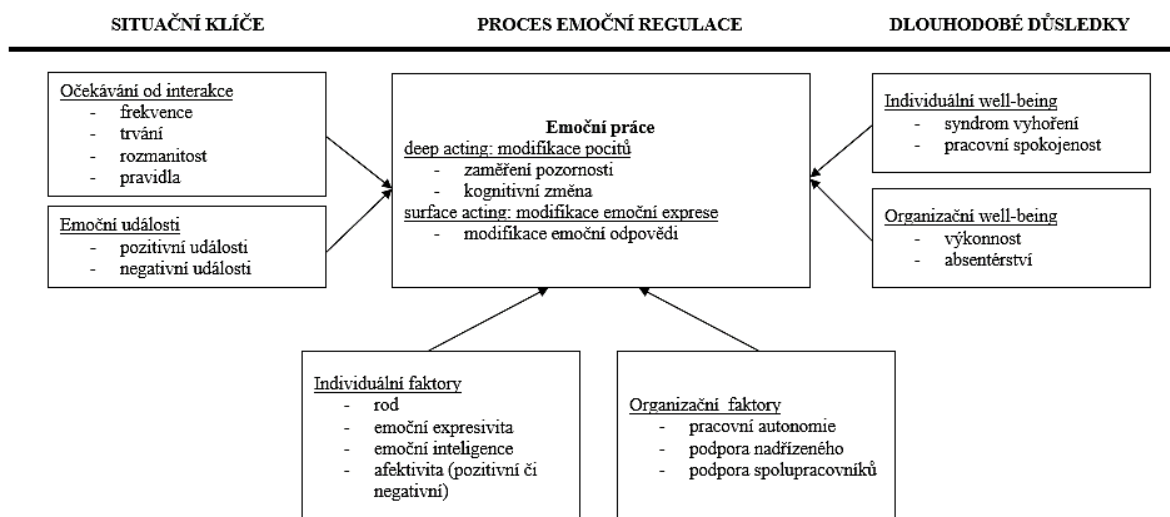 SITUAČNÍ KLÍČE
PROCES EMOČNÍ REGULACE
DLOUHODOBÉ DŮSLEDKY
Očekávání od interakce
- frekvence
- trvání
- rozmanitost
- pravidla
Emoční události
- pozitivní události
- negativní události
Emoční práce
deep acting: modifikace pocitů
- zaměření pozornosti
- kognitivní změna
surface acting: modifikace emoční exprese
- modifikace emoční odpovědi
Individuální well-being
- syndrom vyhoření
- pracovní spokojenost
Organizační well-being
- výkonnost
- absentérství
Individuální faktory
- rod
- emoční expresivita
- emoční inteligence
- afektivita (pozitivní či
negativní)
Organizační faktory
- pracovní autonomie
- podpora nadřízeného
- podpora spolupracovníků